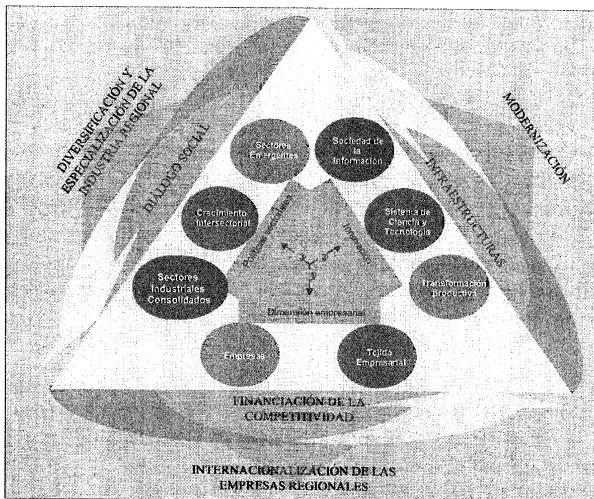 DIVERSIFICACIÓN Y
ESPECIALIZACIÓN DE LA
INDUSTRIA REGIONAL
DIÁLOGO SOCIAL
MODERNIZACIÓN
INFRAESTRUCTURAS
Sectores
Emergentes
Sociedad de
la
Información
Crecimiento
Intersectorial
Sistema de
Ciencia y
Tecnología
Sectores
Industriales
Consolidados
Transformación
productiva
Innovación
Dimensión empresarial
Empresas
Tejido
Empresarial
FINANCIACIÓN DE LA
COMPETITIVIDAD
INTERNACIONALIZACIÓN DE LAS
EMPRESAS REGIONALES